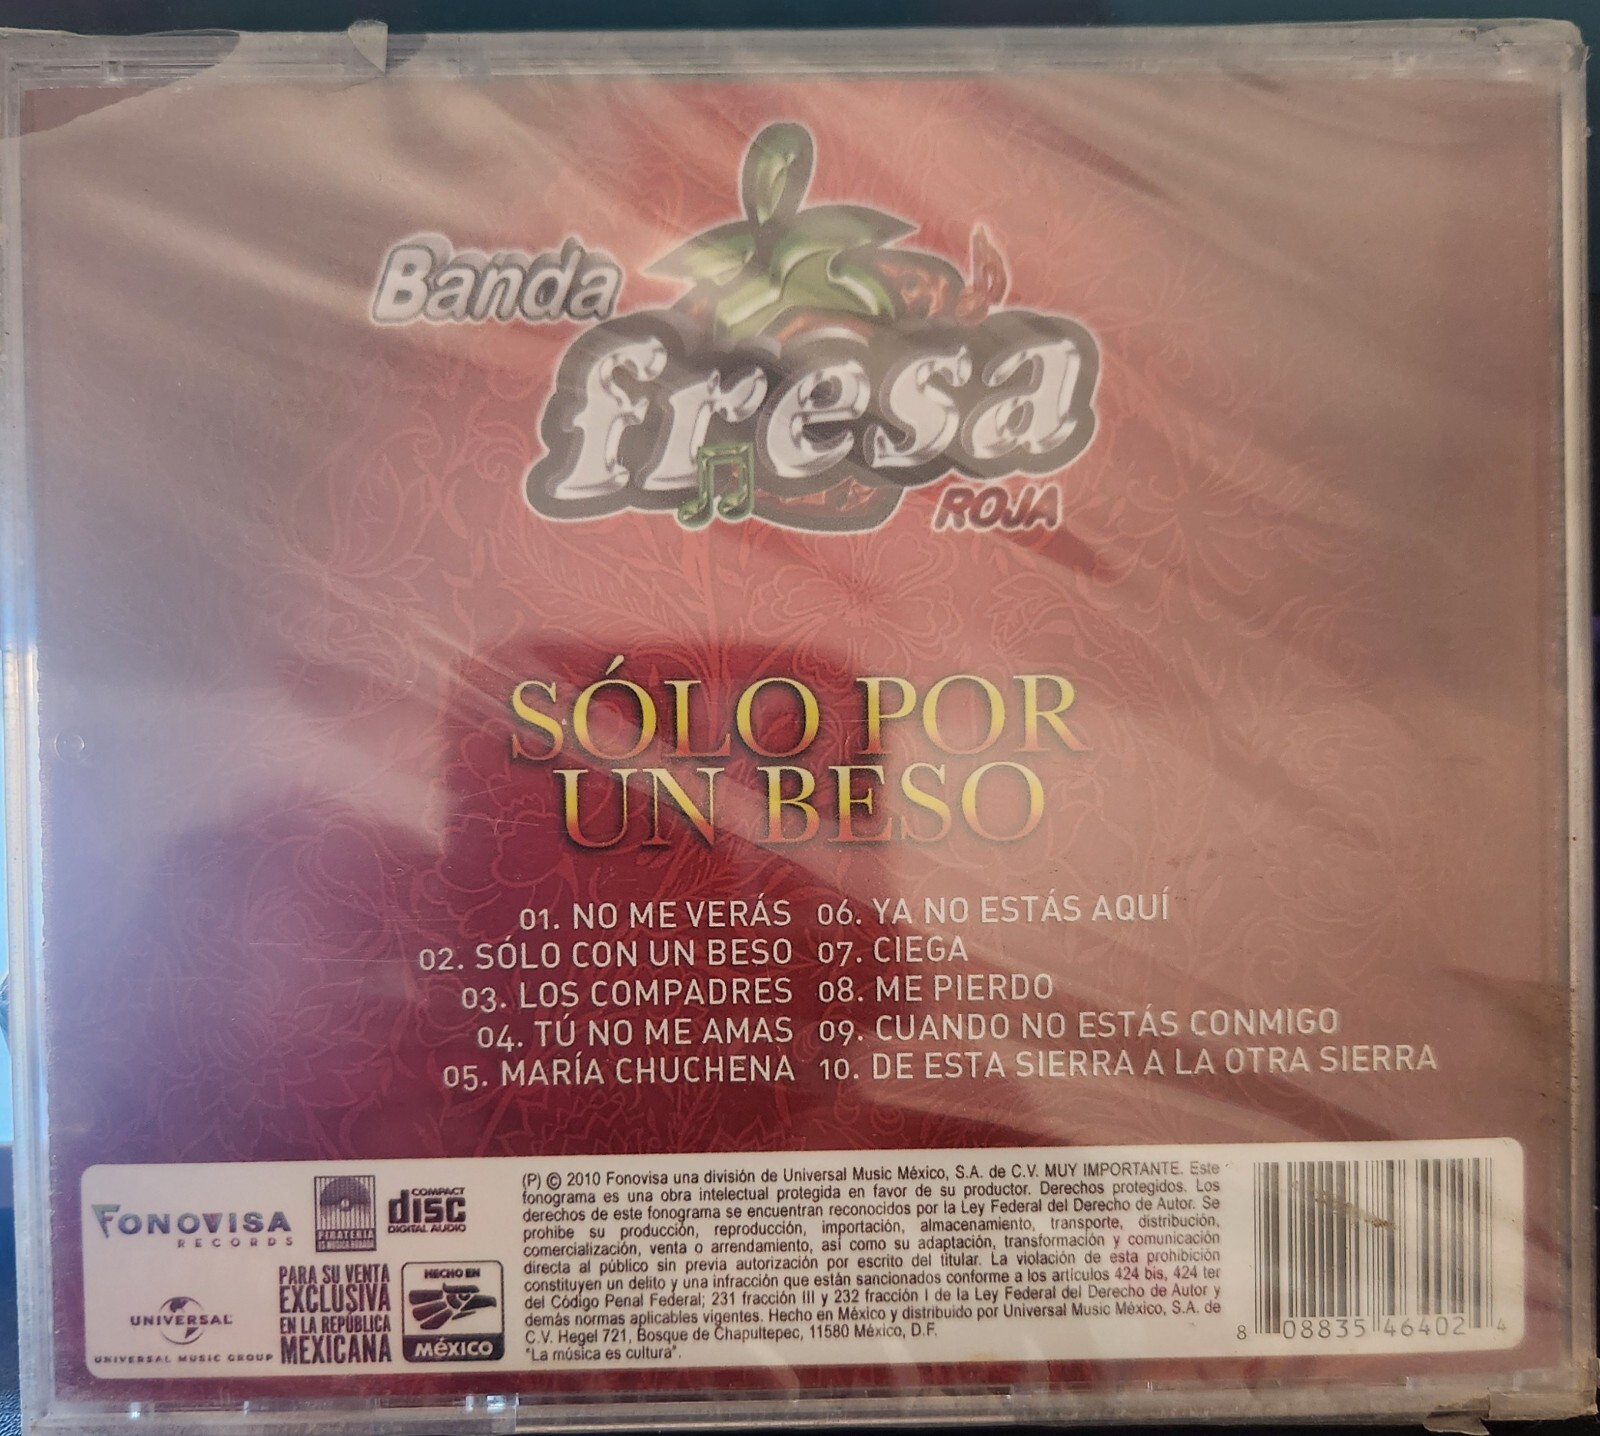 Banda
fresa
ROJA
SÓLO POR
UN BESO
01. NO ME VERÁS
02. SÓLO CON UN BESO
03. LOS COMPADRES
04. TÚ NO ME AMAS
05. MARÍA CHUCHENA
06. YA NO ESTÁS AQUÍ
07. CIEGA
08. ME PIERDO
09. CUANDO NO ESTÁS CONMIGO
10. DE ESTA SIERRA A LA OTRA SIERRA
FONOVISA
RECORDS
PIRATERIA
COMPACT
disc
DIGITAL AUDIO
UNIVERSAL
UNIVERSAL MUSIC GROUP
PARA SU VENTA
EXCLUSIVA
EN LA REPÚBLICA
MEXICANA
HECHO EN
MéXICO
(P) © 2010 Fonovisa una división de Universal Music México, S.A. de C.V. MUY IMPORTANTE. Este
fonograma es una obra intelectual protegida en favor de su productor. Derechos protegidos. Los
derechos de este fonograma se encuentran reconocidos por la Ley Federal del Derecho de Autor. Se
prohibe su producción, reproducción, importación, almacenamiento, transporte, distribución,
comercialización, venta o arrendamiento, así como su adaptación, transformación y comunicación
directa al público sin previa autorización por escrito del titular. La violación de esta prohibición
constituyen un delito y una infracción que están sancionados conforme a los artículos 424 bis, 424 ter
del Código Penal Federal; 231 fracción III y 232 fracción I de la Ley Federal del Derecho de Autor y
demás normas aplicables vigentes. Hecho en México y distribuido por Universal Music México, S.A. de
C.V. Hegel 721, Bosque de Chapultepec, 11580 México, D.F.
"La música es cultura".
8 08835 46402 4